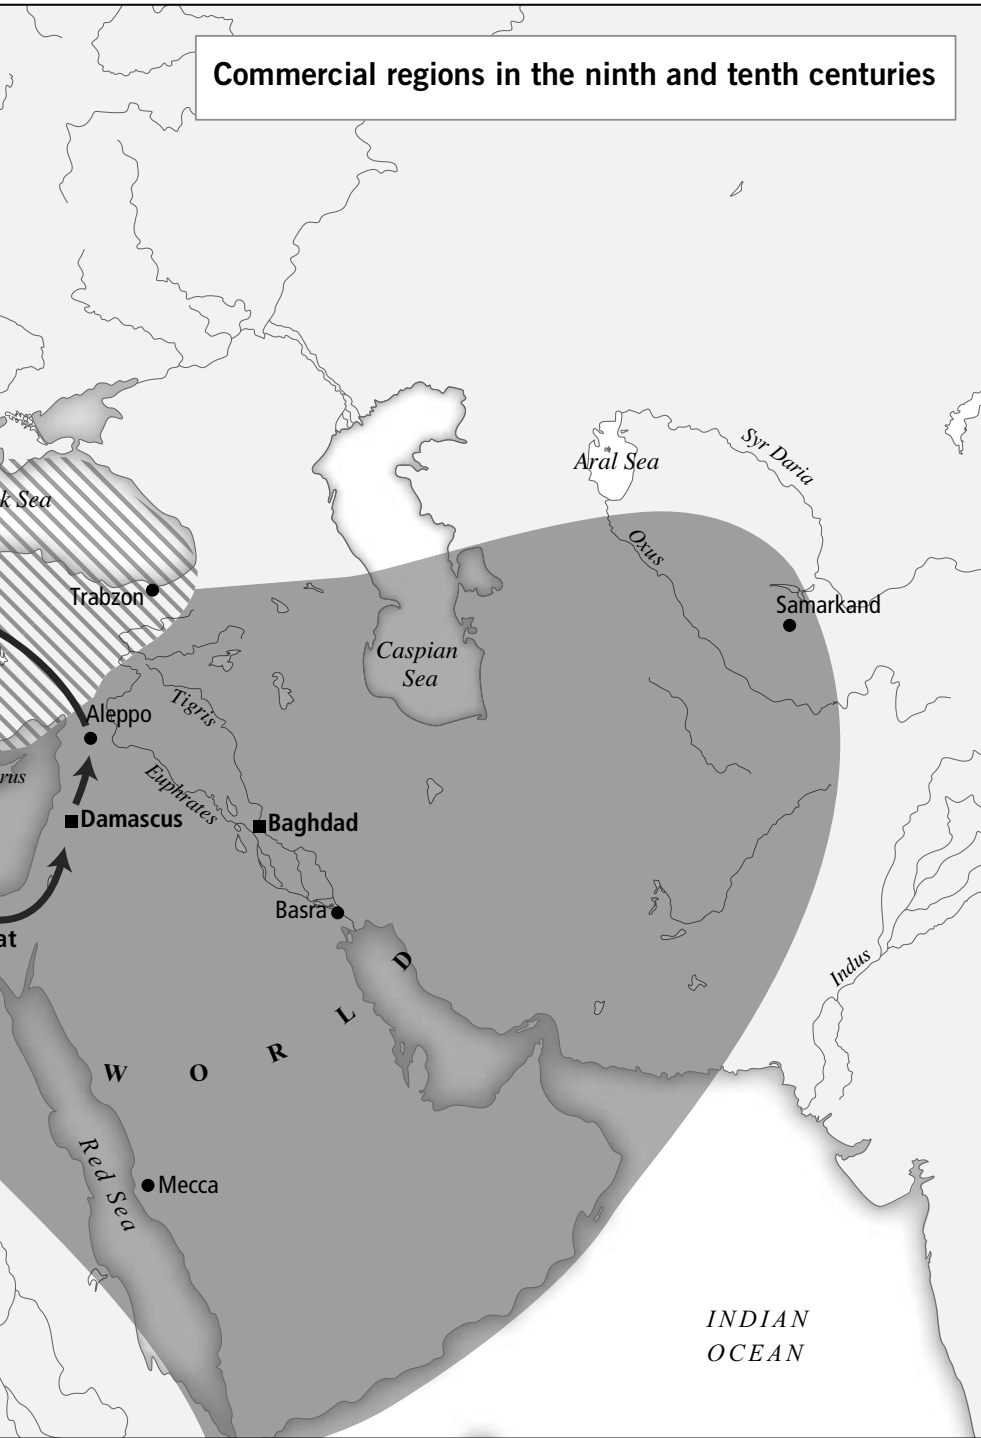 Commercial regions in the ninth and tenth centuries
Syr Daria
Aral Sea
k Sea
Oxus
Trabzon
Samarkand
Caspian
Sea
Tigris
Aleppo
rus
Euphrates
Damascus
Baghdad
Basra
at
Indus
W O R L D
Red Sea
Mecca
INDIAN
OCEAN